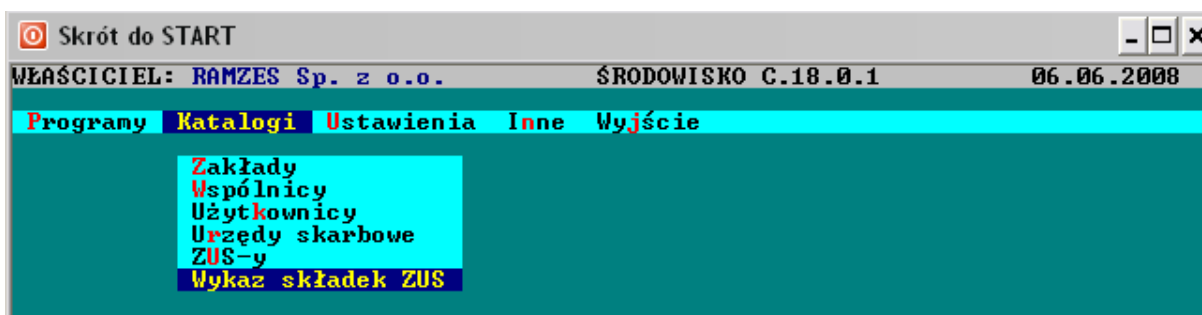 Skrót do START
WŁAŚCICIEL: RAMZES Sp. z o.o. ŚRODOWISKO C.18.0.1 06.06.2008
Programy Katalogi Ustawienia Inne Wyjście
Zakłady
Wspólnicy
Użytkownicy
Urzędy skarbowe
ZUS-y
Wykaz składek ZUS